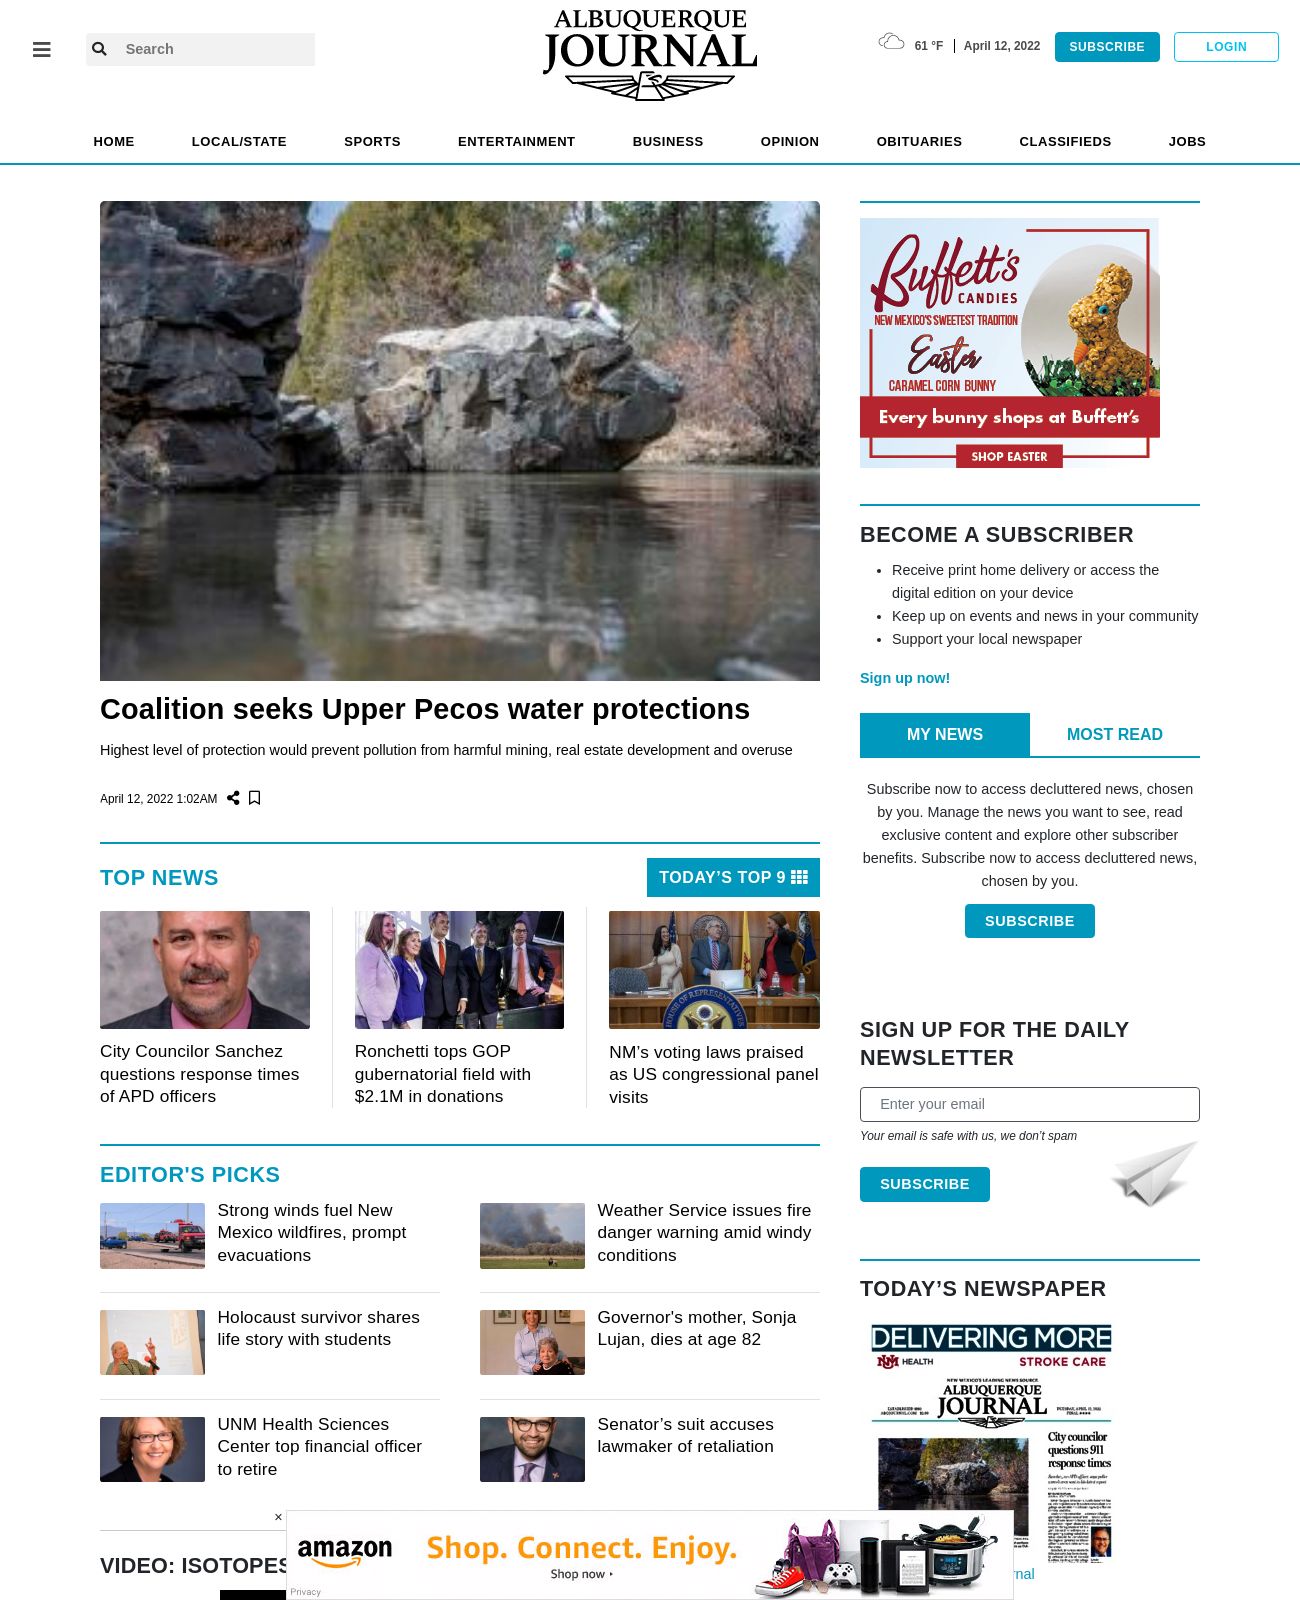 Search
ALBUQUERQUE
JOURNAL
61 °F
April 12, 2022
SUBSCRIBE
LOGIN
HOME
LOCAL/STATE
SPORTS
ENTERTAINMENT
BUSINESS
OPINION
OBITUARIES
CLASSIFIEDS
JOBS
Coalition seeks Upper Pecos water protections
Highest level of protection would prevent pollution from harmful mining, real estate development and overuse
April 12, 2022 1:02AM
TOP NEWS
TODAY’S TOP 9
HOUSE OF REPRESENTATIVES
City Councilor Sanchez
questions response times
of APD officers
Ronchetti tops GOP
gubernatorial field with
$2.1M in donations
NM’s voting laws praised
as US congressional panel
visits
EDITOR'S PICKS
Strong winds fuel New
Mexico wildfires, prompt
evacuations
Weather Service issues fire
danger warning amid windy
conditions
Holocaust survivor shares
life story with students
Governor's mother, Sonja
Lujan, dies at age 82
UNM Health Sciences
Center top financial officer
to retire
Senator’s suit accuses
lawmaker of retaliation
VIDEO: ISOTOPES
Buffett's
CANDIES
NEW MEXICO'S SWEETEST TRADITION
Easter
CARAMEL CORN BUNNY
Every bunny shops at Buffett’s
SHOP EASTER
BECOME A SUBSCRIBER
• Receive print home delivery or access the
digital edition on your device
• Keep up on events and news in your community
• Support your local newspaper
Sign up now!
MY NEWS
MOST READ
Subscribe now to access decluttered news, chosen
by you. Manage the news you want to see, read
exclusive content and explore other subscriber
benefits. Subscribe now to access decluttered news,
chosen by you.
SUBSCRIBE
SIGN UP FOR THE DAILY
NEWSLETTER
Enter your email
Your email is safe with us, we don’t spam
SUBSCRIBE
TODAY’S NEWSPAPER
DELIVERING MORE
HEALTH
STROKE CARE
NEW MEXICO'S LEADING NEWS SOURCE
ALBUQUERQUE
JOURNAL
City councilor
questions 911
response times
rnal
×
amazon
Shop. Connect. Enjoy.
Shop now ▸
Privacy